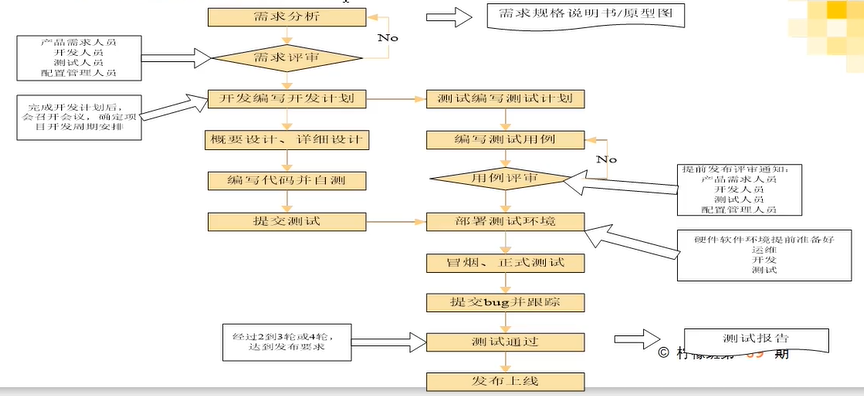 需求分析
需求规格说明书/原型图
No
产品需求人员
开发人员
测试人员
配置管理人员
需求评审
完成开发计划后，
会召开会议，确定项
目开发周期安排
开发编写开发计划
测试编写测试计划
概要设计、详细设计
编写测试用例
No
编写代码并自测
用例评审
提前发布评审通知：
产品需求人员
开发人员
测试人员
配置管理人员
提交测试
部署测试环境
硬件软件环境提前准备好
运维
开发
测试
冒烟、正式测试
提交bug并跟踪
经过2到3轮或4轮，
达到发布要求
测试通过
测试报告
© 柠檬班第 69 期
发布上线